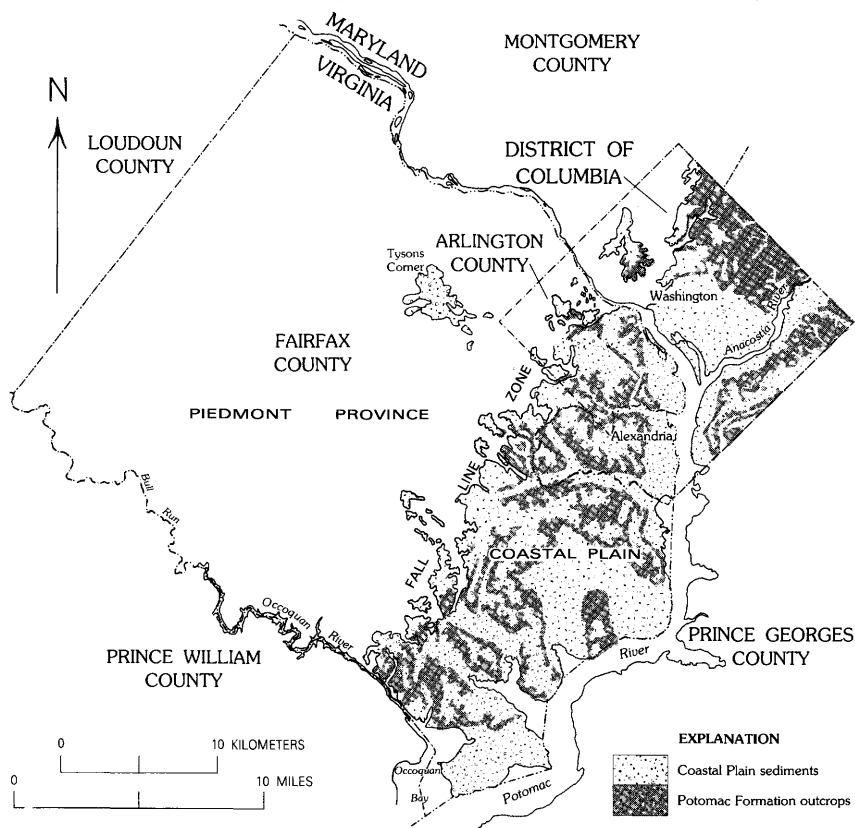 MARYLAND
VIRGINIA
MONTGOMERY
COUNTY
N
LOUDOUN
COUNTY
DISTRICT OF
COLUMBIA
ARLINGTON
COUNTY
Tysons
Corner
Washington
Anacostia River
FAIRFAX
COUNTY
PIEDMONT PROVINCE
FALL LINE ZONE
Alexandria
Bull Run
COASTAL PLAIN
Occoquan River
PRINCE WILLIAM
COUNTY
PRINCE GEORGES
COUNTY
Potomac River
Occoquan
Bay
0 10 KILOMETERS
0 10 MILES
EXPLANATION
Coastal Plain sediments
Potomac Formation outcrops